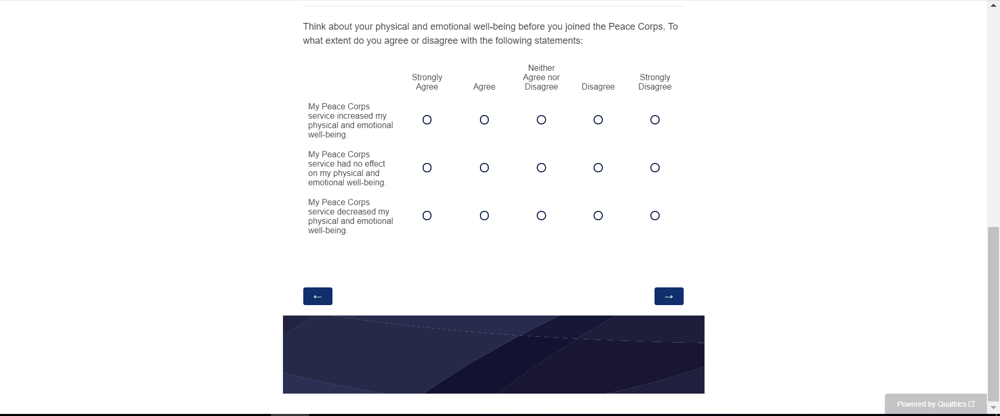 Think about your physical and emotional well-being before you joined the Peace Corps. To
what extent do you agree or disagree with the following statements:
Strongly
Agree
Agree
Neither
Agree nor
Disagree
Disagree
Strongly
Disagree
My Peace Corps
service increased my
physical and emotional
well-being.
My Peace Corps
service had no effect
on my physical and
emotional well-being.
My Peace Corps
service decreased my
physical and emotional
well-being.
←
→
Powered by Qualtrics